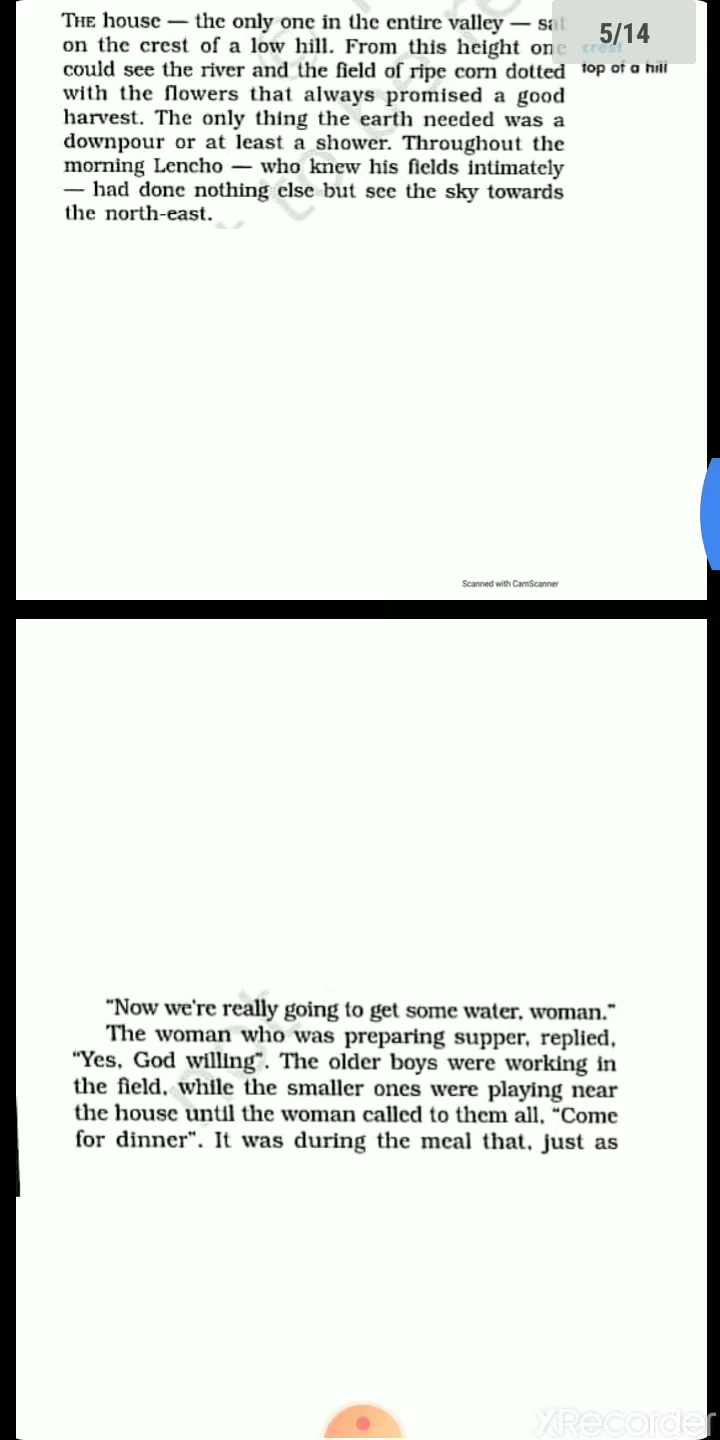 THE house — the only one in the entire valley — sat
on the crest of a low hill. From this height one
could see the river and the field of ripe corn dotted
with the flowers that always promised a good
harvest. The only thing the earth needed was a
downpour or at least a shower. Throughout the
morning Lencho — who knew his fields intimately
— had done nothing else but see the sky towards
the north-east.
5/14
crest
top of a hill
Scanned with CamScanner
"Now we're really going to get some water, woman."
The woman who was preparing supper, replied,
"Yes, God willing". The older boys were working in
the field, while the smaller ones were playing near
the house until the woman called to them all, "Come
for dinner". It was during the meal that, just as
not
XRecorder